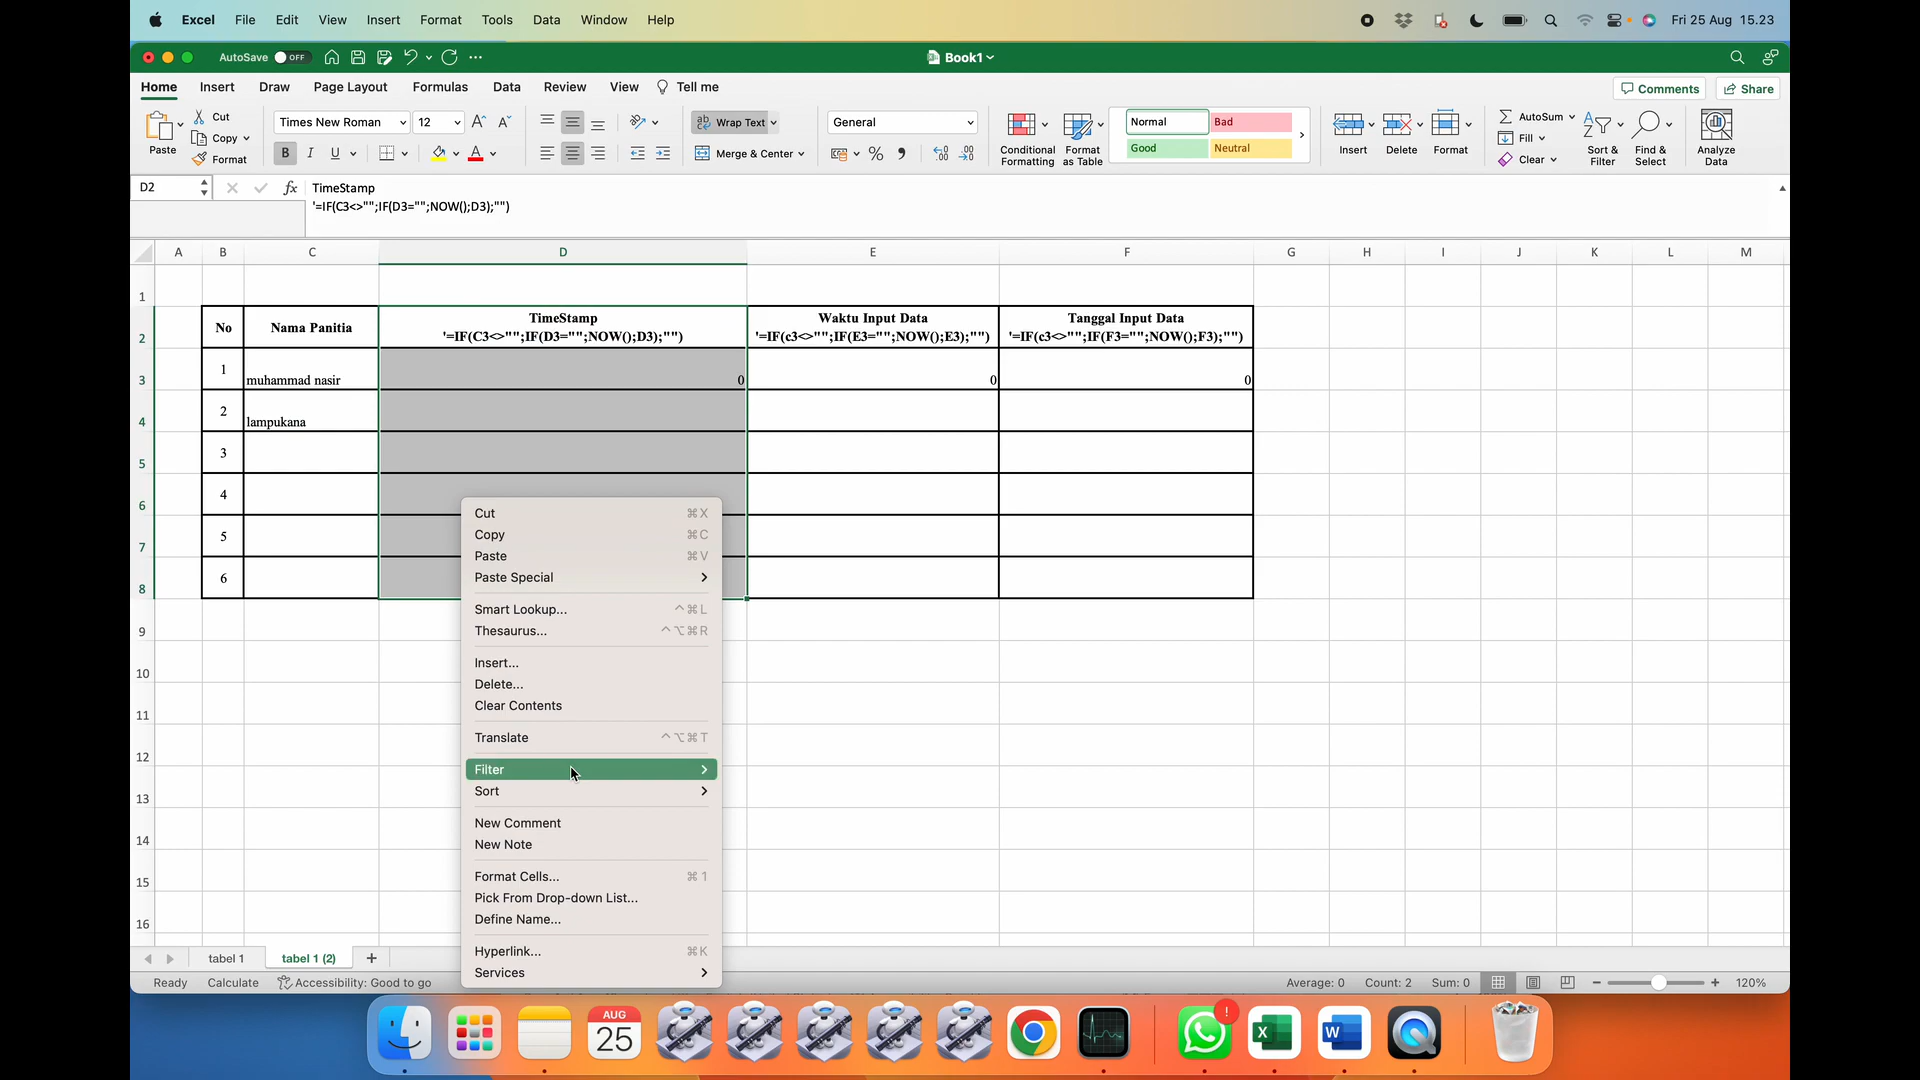 Excel File Edit View Insert Format Tools Data Window Help Fri 25 Aug 15.23
AutoSave OFF Book1
Home Insert Draw Page Layout Formulas Data Review View Tell me Comments Share
Paste Cut Copy Format
Times New Roman 12
B I U A
Wrap Text
Merge & Center
General
Conditional Formatting
Format as Table
Normal Bad
Good Neutral
Insert Delete Format
AutoSum
Fill
Clear
Sort & Filter
Find & Select
Analyze Data
D2 fx TimeStamp
'=IF(C3<>"";IF(D3="";NOW();D3);"")
A B C D E F G H I J K L M
1
2
No
Nama Panitia
TimeStamp
'=IF(C3<>"";IF(D3="";NOW();D3);"")
Waktu Input Data
'=IF(c3<>"";IF(E3="";NOW();E3);"")
Tanggal Input Data
'=IF(c3<>"";IF(F3="";NOW();F3);"")
3 1 muhammad nasir 0 0 0
4 2 lampukana
5 3
6 4
7 5
8 6
9
10
11
12
13
14
15
16
Cut ⌘X
Copy ⌘C
Paste ⌘V
Paste Special
Smart Lookup... ^⌘L
Thesaurus... ^⌥⌘R
Insert...
Delete...
Clear Contents
Translate ^⌥⌘T
Filter
Sort
New Comment
New Note
Format Cells... ⌘1
Pick From Drop-down List...
Define Name...
Hyperlink... ⌘K
Services
tabel 1 tabel 1 (2) +
Ready Calculate Accessibility: Good to go Average: 0 Count: 2 Sum: 0 120%
AUG
25
!
X
W